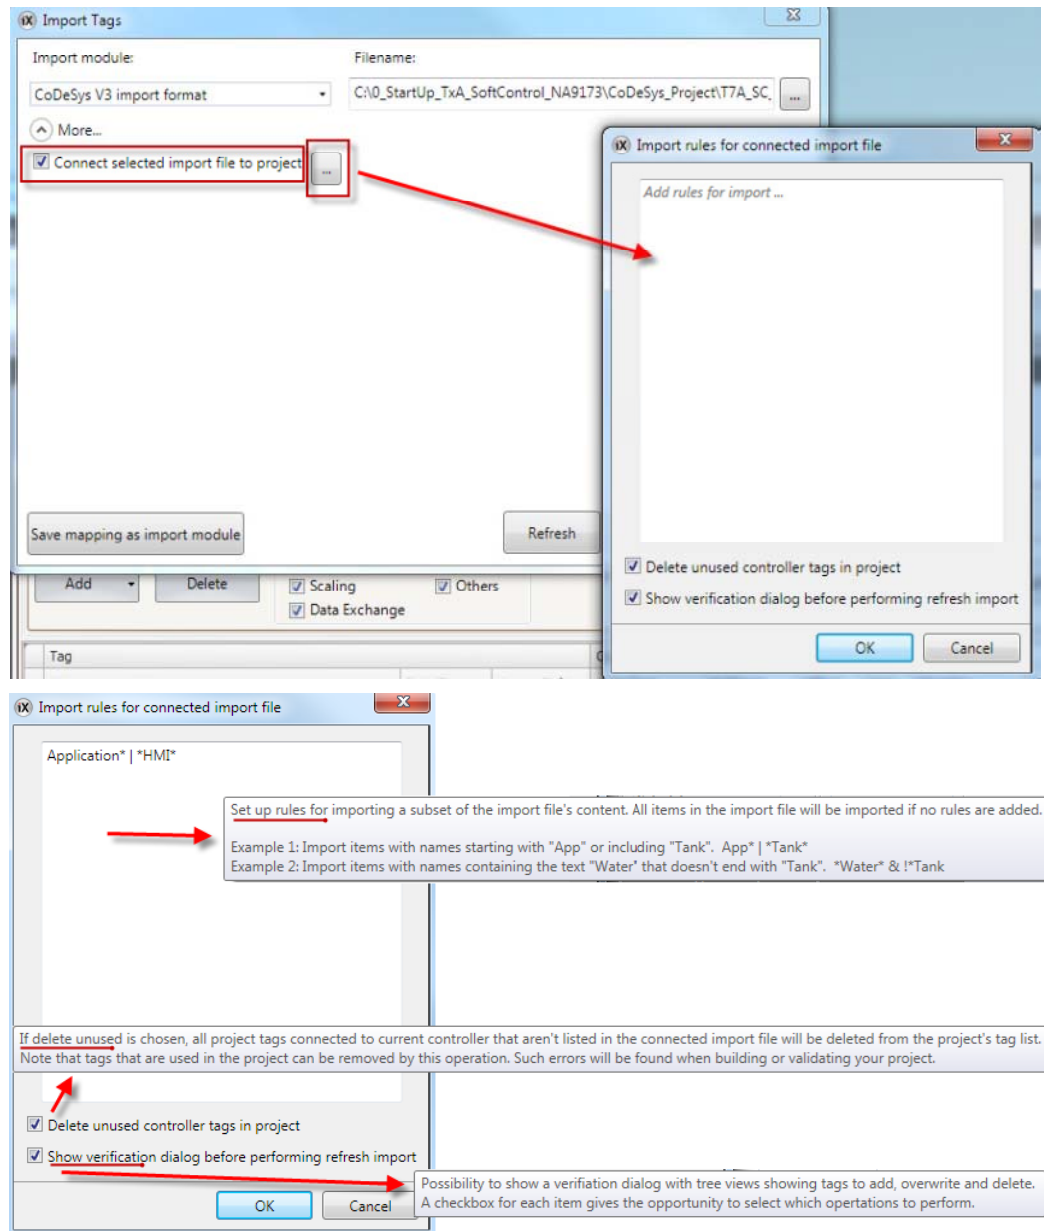 iX Import Tags
Import module:
Filename:
CoDeSys V3 import format
C:\0_StartUp_TxA_SoftControl_NA9173\CoDeSys_Project\T7A_SC_
...
More...
Connect selected import file to project
...
Save mapping as import module
Refresh
Add
Delete
Scaling
Others
Data Exchange
Tag
iX Import rules for connected import file
Add rules for import ...
Delete unused controller tags in project
Show verification dialog before performing refresh import
OK
Cancel
iX Import rules for connected import file
Application* | *HMI*
Set up rules for importing a subset of the import file's content. All items in the import file will be imported if no rules are added.
Example 1: Import items with names starting with "App" or including "Tank".  App* | *Tank*
Example 2: Import items with names containing the text "Water" that doesn't end with "Tank".  *Water* & !*Tank
If delete unused is chosen, all project tags connected to current controller that aren't listed in the connected import file will be deleted from the project's tag list.
Note that tags that are used in the project can be removed by this operation. Such errors will be found when building or validating your project.
Delete unused controller tags in project
Show verification dialog before performing refresh import
Possibility to show a verifiation dialog with tree views showing tags to add, overwrite and delete.
A checkbox for each item gives the opportunity to select which opertations to perform.
OK
Cancel